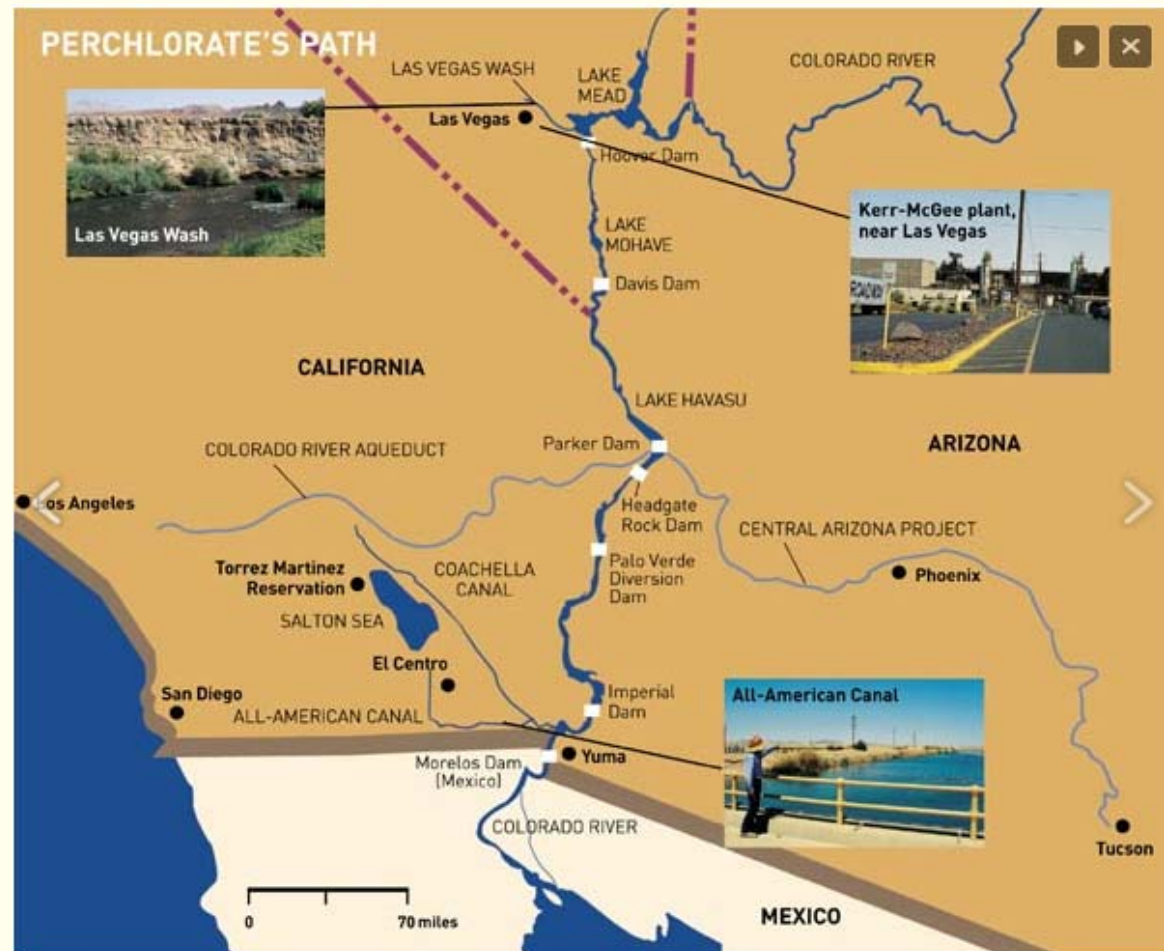 PERCHLORATE'S PATH
LAS VEGAS WASH
LAKE
MEAD
COLORADO RIVER
Las Vegas
Hoover Dam
Las Vegas Wash
Kerr-McGee plant,
near Las Vegas
ROADWAY
LAKE
MOHAVE
Davis Dam
CALIFORNIA
LAKE HAVASU
Parker Dam
ARIZONA
COLORADO RIVER AQUEDUCT
Los Angeles
Headgate
Rock Dam
CENTRAL ARIZONA PROJECT
Torrez Martinez
Reservation
COACHELLA
CANAL
Palo Verde
Diversion
Dam
Phoenix
SALTON SEA
El Centro
San Diego
ALL-AMERICAN CANAL
Imperial
Dam
All-American Canal
Morelos Dam
(Mexico)
Yuma
COLORADO RIVER
Tucson
0
70 miles
MEXICO